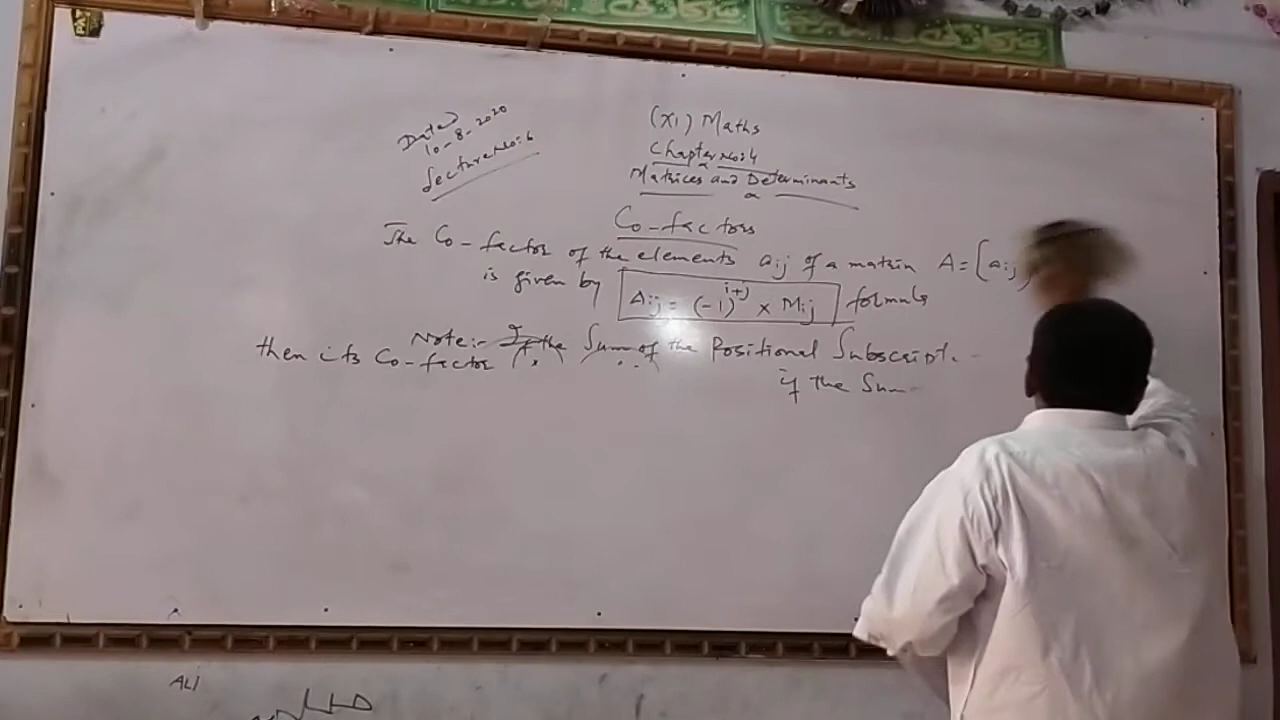 Date
10-8-2020
Lecture No:6
(XI) Maths
Chapter No:4
Matrices and Determinants
Co-factors
The Co-factor of the elements aij of a matrix A = [aij
is given by Aij = (-1)^i+j × Mij formula
Note:- If the Sum of the Positional Subscript
then its Co-factor
if the Sum
ALI